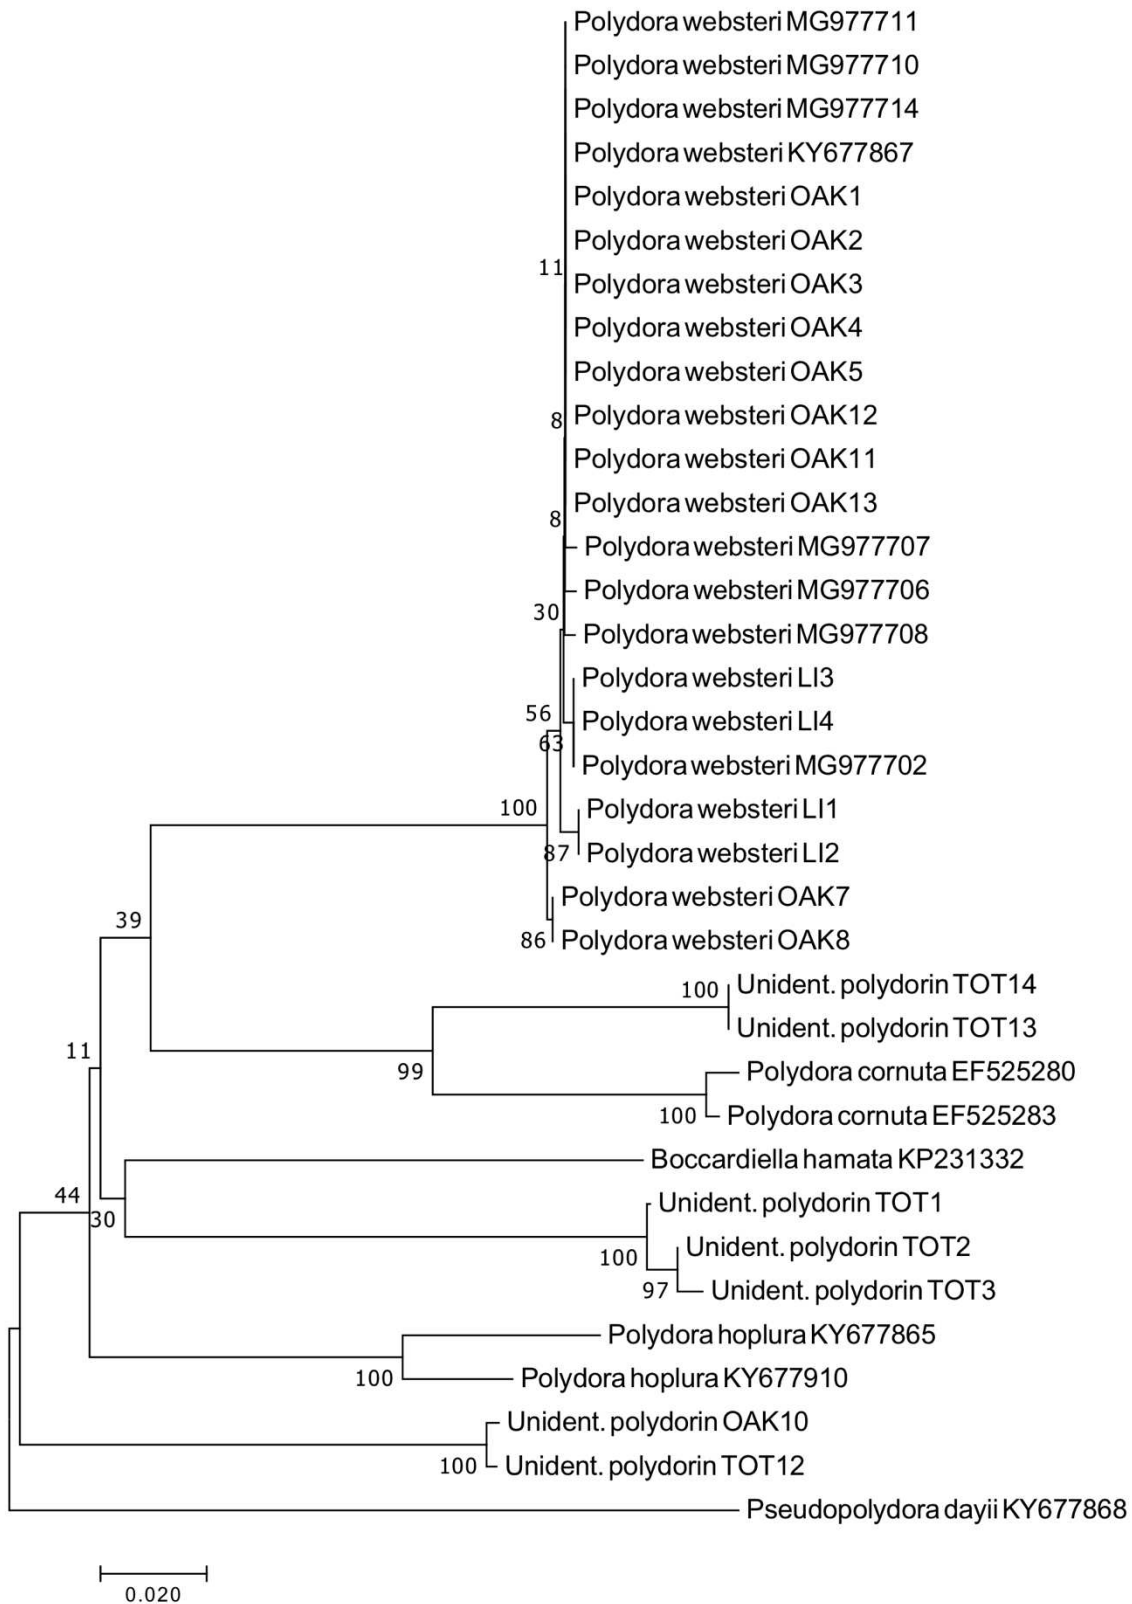 Polydora websteri MG977711
Polydora websteri MG977710
Polydora websteri MG977714
Polydora websteri KY677867
Polydora websteri OAK1
Polydora websteri OAK2
11
Polydora websteri OAK3
Polydora websteri OAK4
Polydora websteri OAK5
8
Polydora websteri OAK12
Polydora websteri OAK11
Polydora websteri OAK13
8
Polydora websteri MG977707
Polydora websteri MG977706
30
Polydora websteri MG977708
Polydora websteri LI3
56
Polydora websteri LI4
63
Polydora websteri MG977702
100
Polydora websteri LI1
87
Polydora websteri LI2
Polydora websteri OAK7
39
86
Polydora websteri OAK8
100
Unident. polydorin TOT14
Unident. polydorin TOT13
11
99
Polydora cornuta EF525280
100
Polydora cornuta EF525283
Boccardiella hamata KP231332
44
Unident. polydorin TOT1
30
Unident. polydorin TOT2
100
97
Unident. polydorin TOT3
Polydora hoplura KY677865
100
Polydora hoplura KY677910
Unident. polydorin OAK10
100
Unident. polydorin TOT12
Pseudopolydora dayii KY677868
0.020